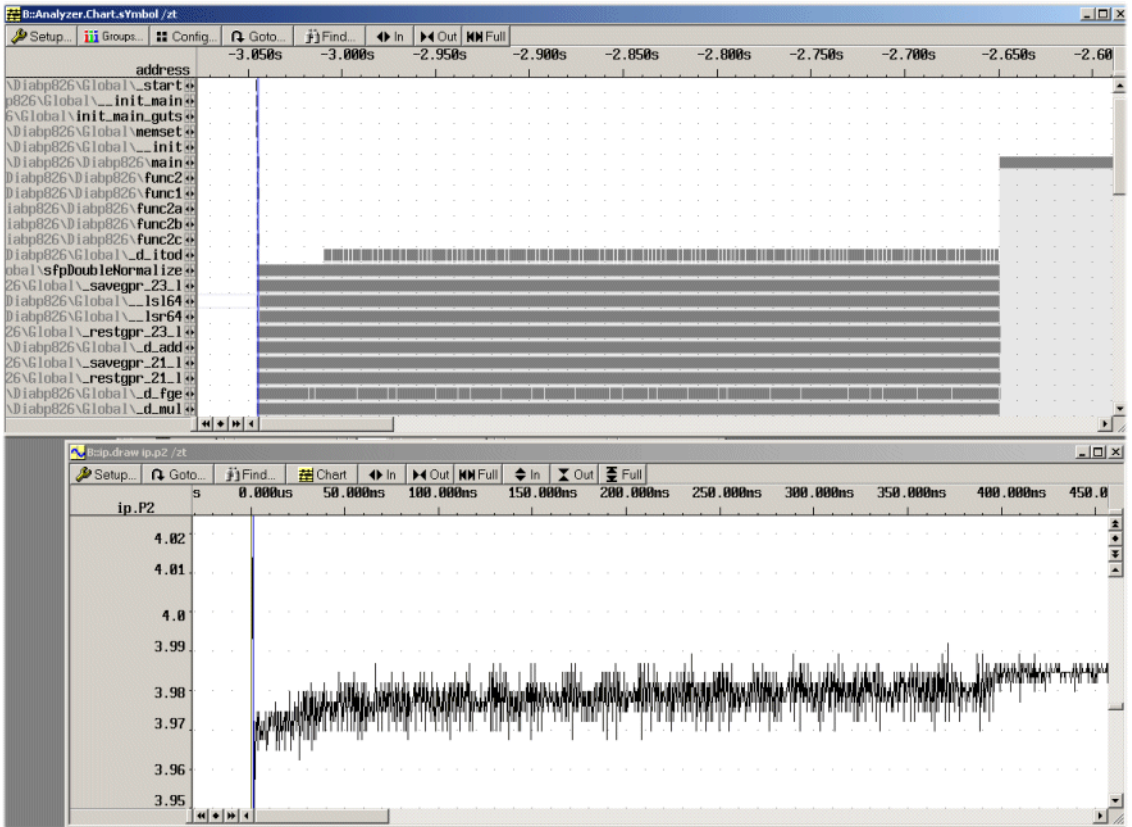 B::Analyzer.Chart.sYmbol /zt
Setup... Groups... Config... Goto... Find... In Out Full
-3.050s -3.000s -2.950s -2.900s -2.850s -2.800s -2.750s -2.700s -2.650s -2.60
address
\Diabp826\Global\_start
p826\Global\__init_main
6\Global\init_main_guts
\Diabp826\Global\memset
\Diabp826\Global\__init
\Diabp826\Diabp826\main
Diabp826\Diabp826\func2
Diabp826\Diabp826\func1
iabp826\Diabp826\func2a
iabp826\Diabp826\func2b
iabp826\Diabp826\func2c
Diabp826\Global\_d_itod
obal\sfpDoubleNormalize
26\Global\_savegpr_23_l
Diabp826\Global\__lsl64
Diabp826\Global\__lsr64
26\Global\_restgpr_23_l
\Diabp826\Global\_d_add
26\Global\_savegpr_21_l
26\Global\_restgpr_21_l
\Diabp826\Global\_d_fge
\Diabp826\Global\_d_mul
B::ip.draw ip.p2 /zt
Setup... Goto... Find... Chart In Out Full In Out Full
s 0.000us 50.000ms 100.000ms 150.000ms 200.000ms 250.000ms 300.000ms 350.000ms 400.000ms 450.0
ip.P2
4.02
4.01
4.0
3.99
3.98
3.97
3.96
3.95